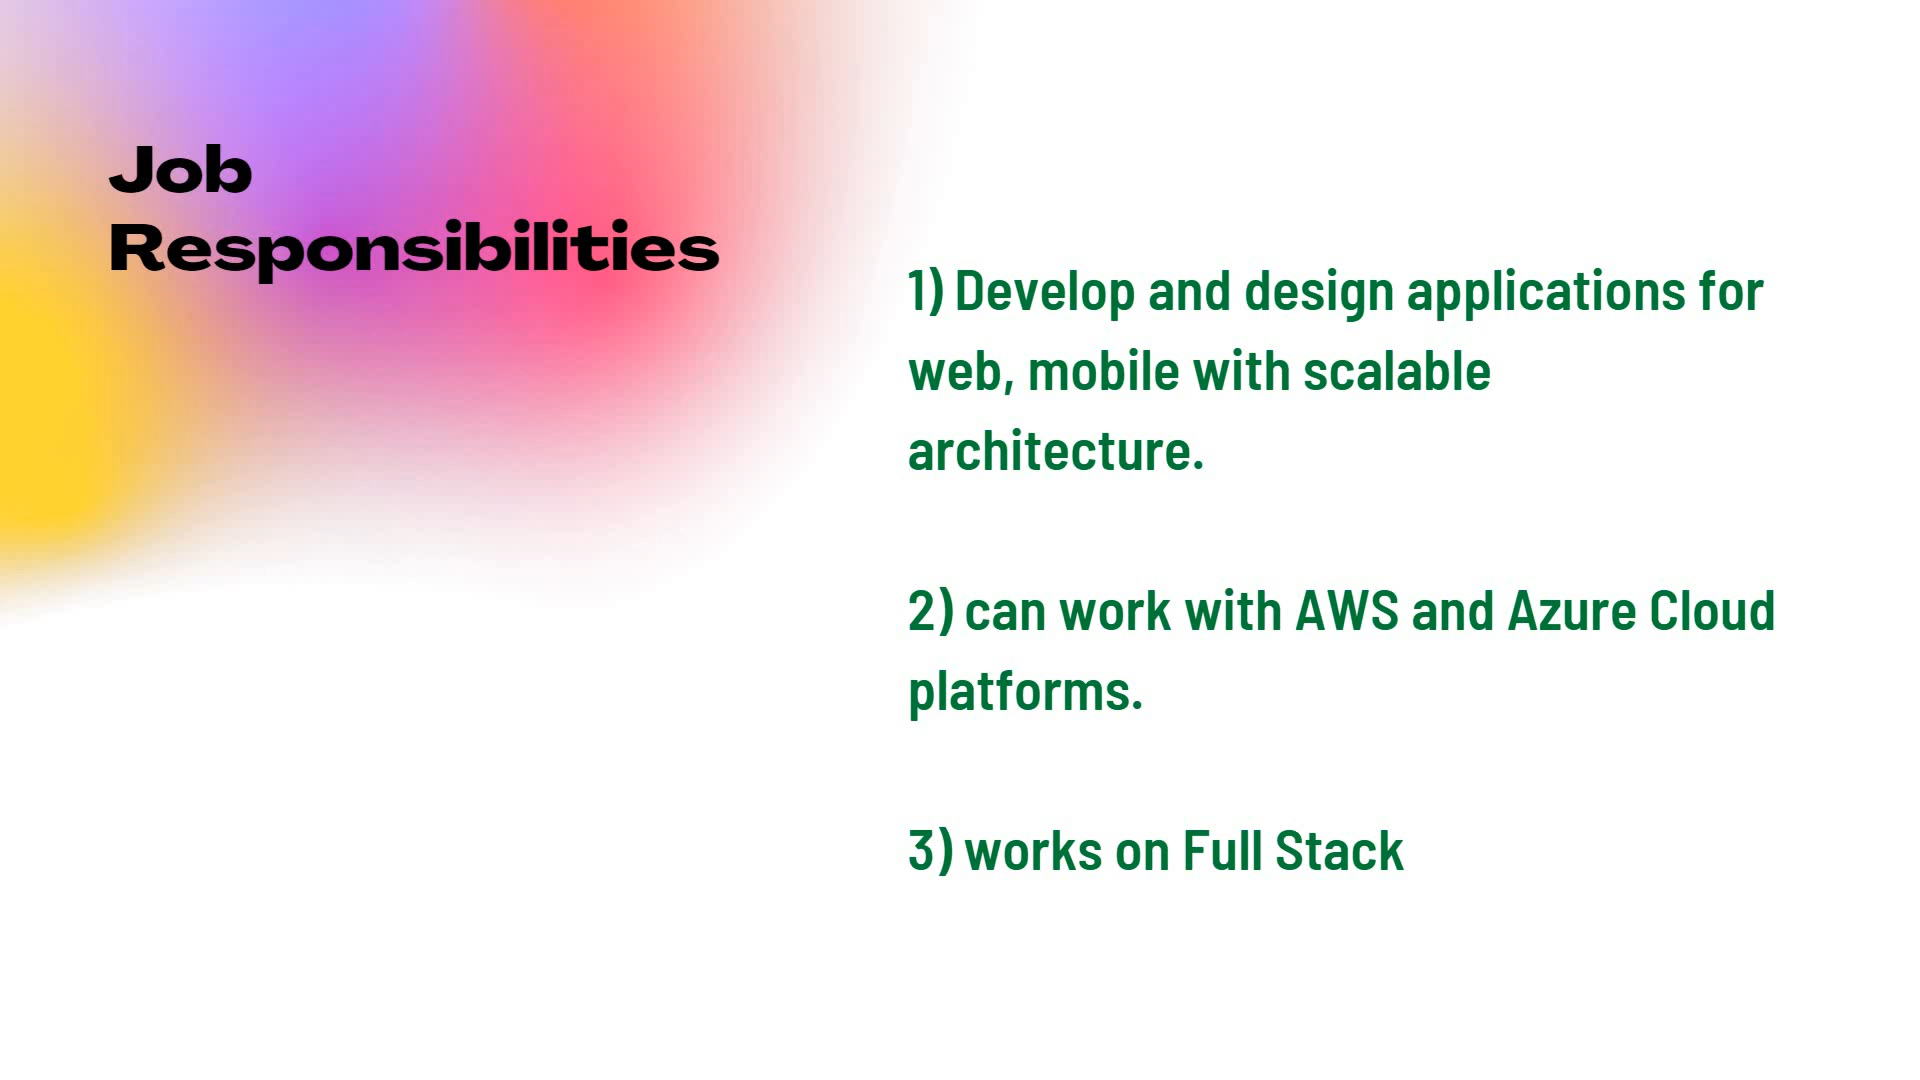 Job
Responsibilities
1) Develop and design applications for
web, mobile with scalable
architecture.
2) can work with AWS and Azure Cloud
platforms.
3) works on Full Stack